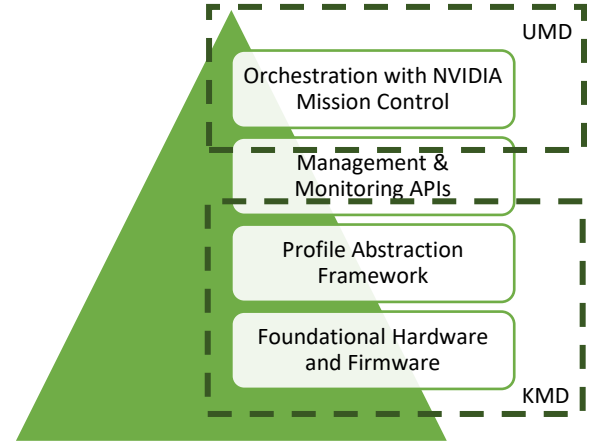 UMD
Orchestration with NVIDIA
Mission Control
Management &
Monitoring APIs
Profile Abstraction
Framework
Foundational Hardware
and Firmware
KMD